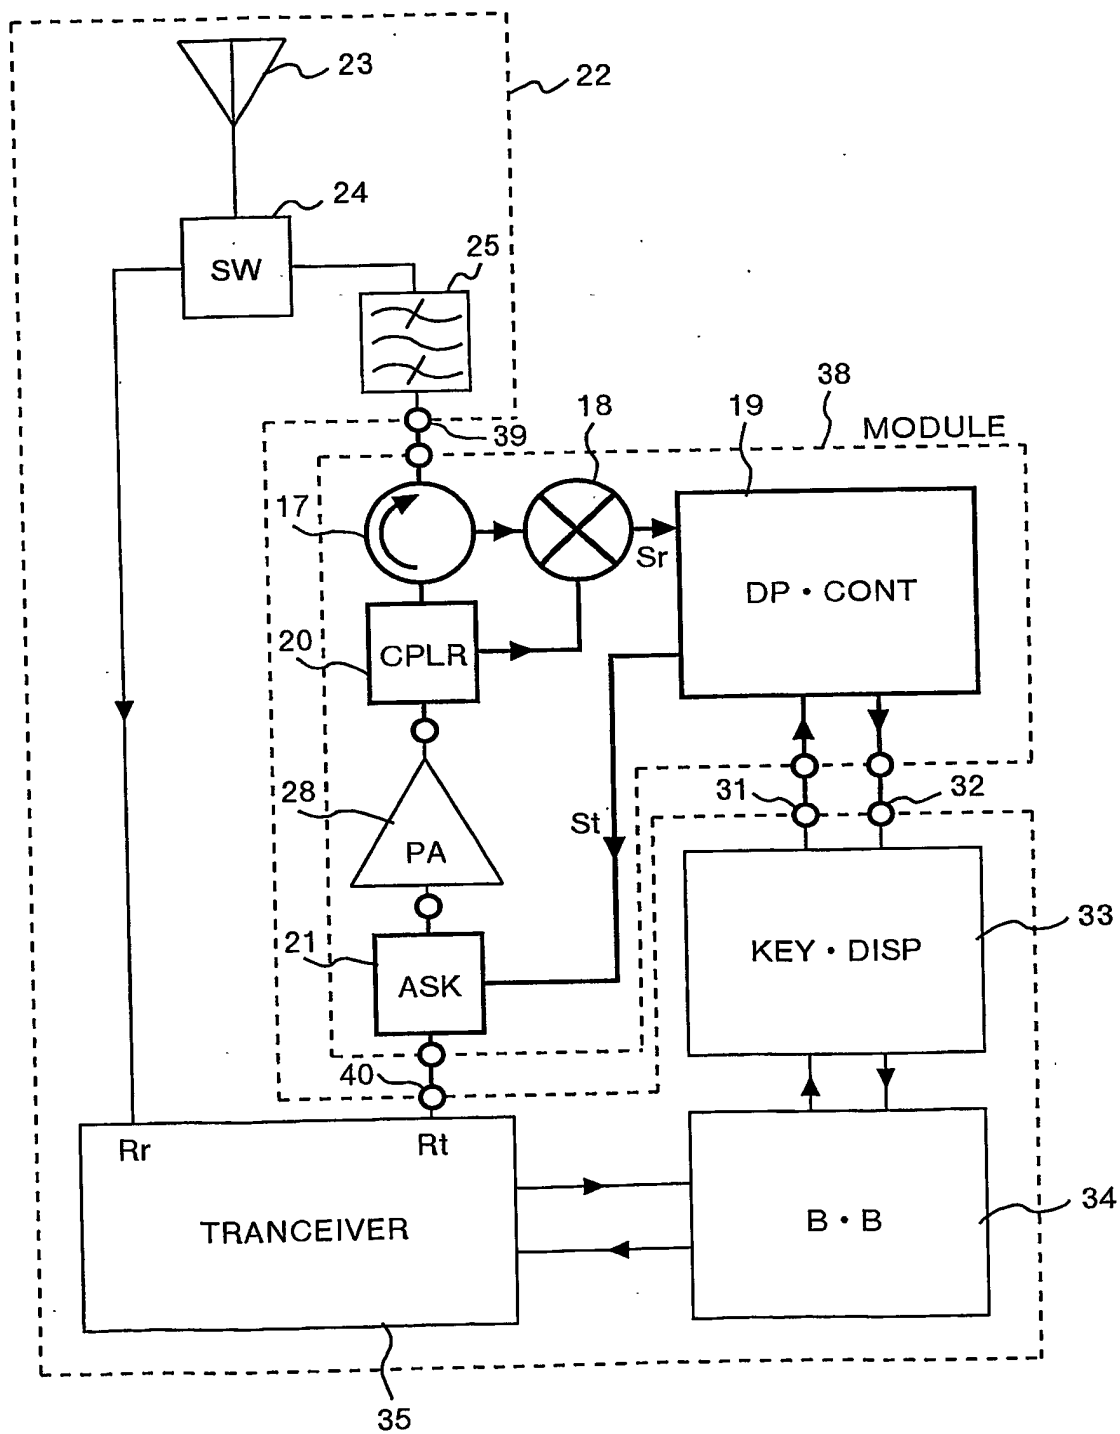 23
22
24
SW
25
38
18
19
MODULE
39
17
Sr
DP・CONT
20
CPLR
31
32
28
St
PA
33
21
KEY・DISP
ASK
40
Rr
Rt
34
B・B
TRANCEIVER
35